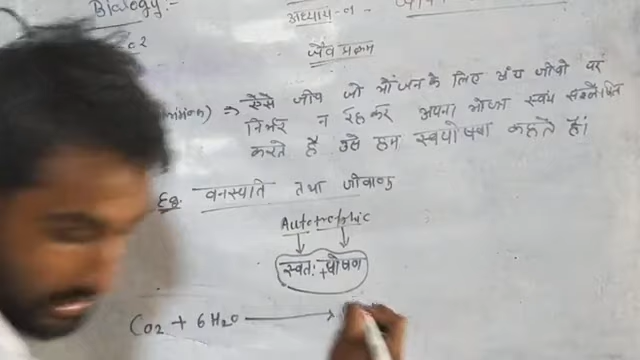 Biology:-
अध्याय-1-
जैव प्रक्रम
⇒ ऐसे जीव जो भोजन के लिए अन्य जीवो पर
निर्भर न रहकर अपना भोजन स्वयं संश्लेषित
करते है उसे हम स्वपोषण कहते है।
Eg. वनस्पति तथा जीवाणु
Autotrophic
स्वतः + पोषण
CO2 + 6H2O →